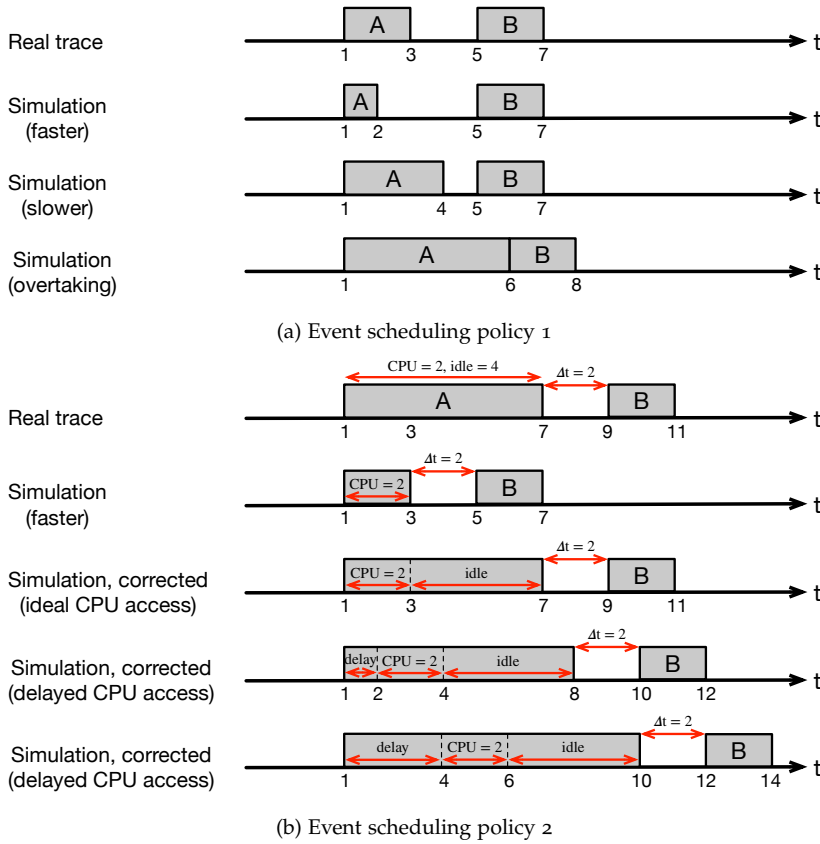 A B
Real trace t
1 3 5 7
A B
Simulation t
(faster) 1 2 5 7
A B
Simulation t
(slower) 1 4 5 7
A B
Simulation t
(overtaking) 1 6 8
(a) Event scheduling policy 1
CPU = 2, idle = 4 Δt = 2
A B
Real trace t
1 3 7 9 11
Δt = 2
Simulation CPU = 2 B t
(faster) 1 3 5 7
Δt = 2
Simulation, corrected CPU = 2 idle B t
(ideal CPU access) 1 3 7 9 11
Δt = 2
Simulation, corrected delay CPU = 2 idle B t
(delayed CPU access) 1 2 4 8 10 12
Δt = 2
Simulation, corrected delay CPU = 2 idle B t
(delayed CPU access) 1 4 6 10 12 14
(b) Event scheduling policy 2